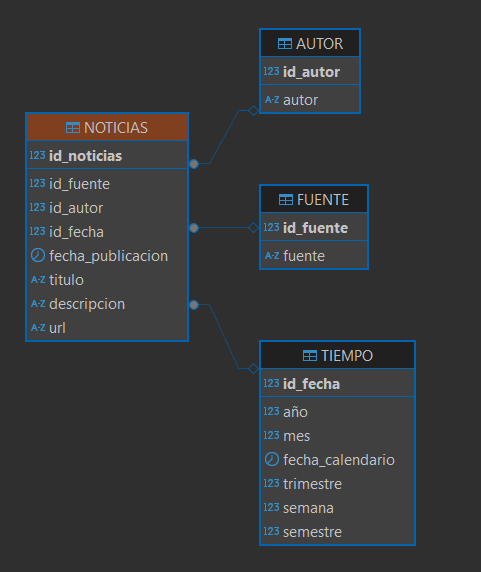 NOTICIAS
123 id_noticias
123 id_fuente
123 id_autor
123 id_fecha
fecha_publicacion
A-Z titulo
A-Z descripcion
A-Z url
AUTOR
123 id_autor
A-Z autor
FUENTE
123 id_fuente
A-Z fuente
TIEMPO
123 id_fecha
123 año
123 mes
fecha_calendario
123 trimestre
123 semana
123 semestre